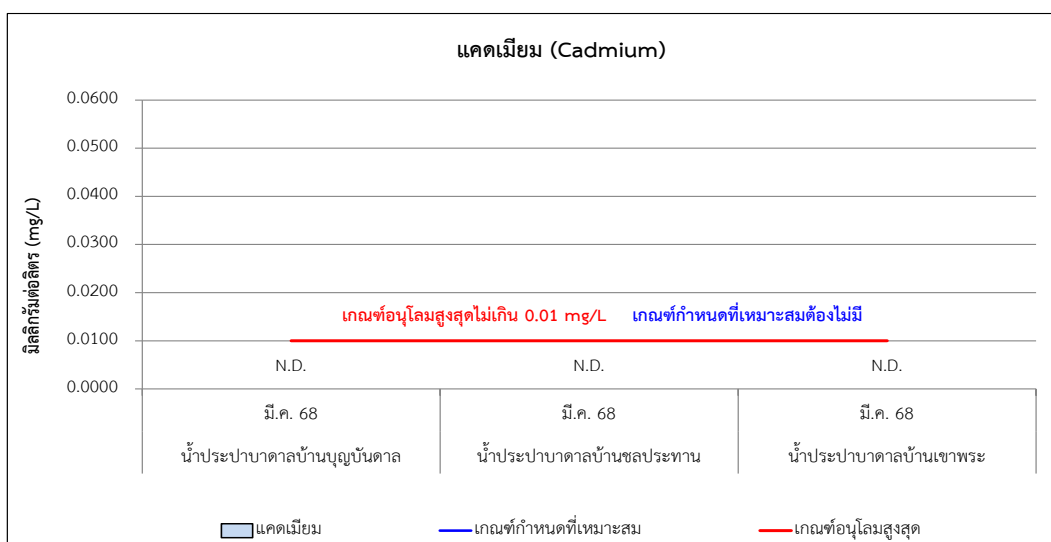 แคดเมียม (Cadmium)
มิลลิกรัมต่อลิตร (mg/L)
0.0600
0.0500
0.0400
0.0300
0.0200
0.0100
0.0000
เกณฑ์อนุโลมสูงสุดไม่เกิน 0.01 mg/L เกณฑ์กำหนดที่เหมาะสมต้องไม่มี
N.D. N.D. N.D.
มี.ค. 68 มี.ค. 68 มี.ค. 68
น้ำประปาบาดาลบ้านบุญบันดาล น้ำประปาบาดาลบ้านชลประทาน น้ำประปาบาดาลบ้านเขาพระ
แคดเมียม เกณฑ์กำหนดที่เหมาะสม เกณฑ์อนุโลมสูงสุด